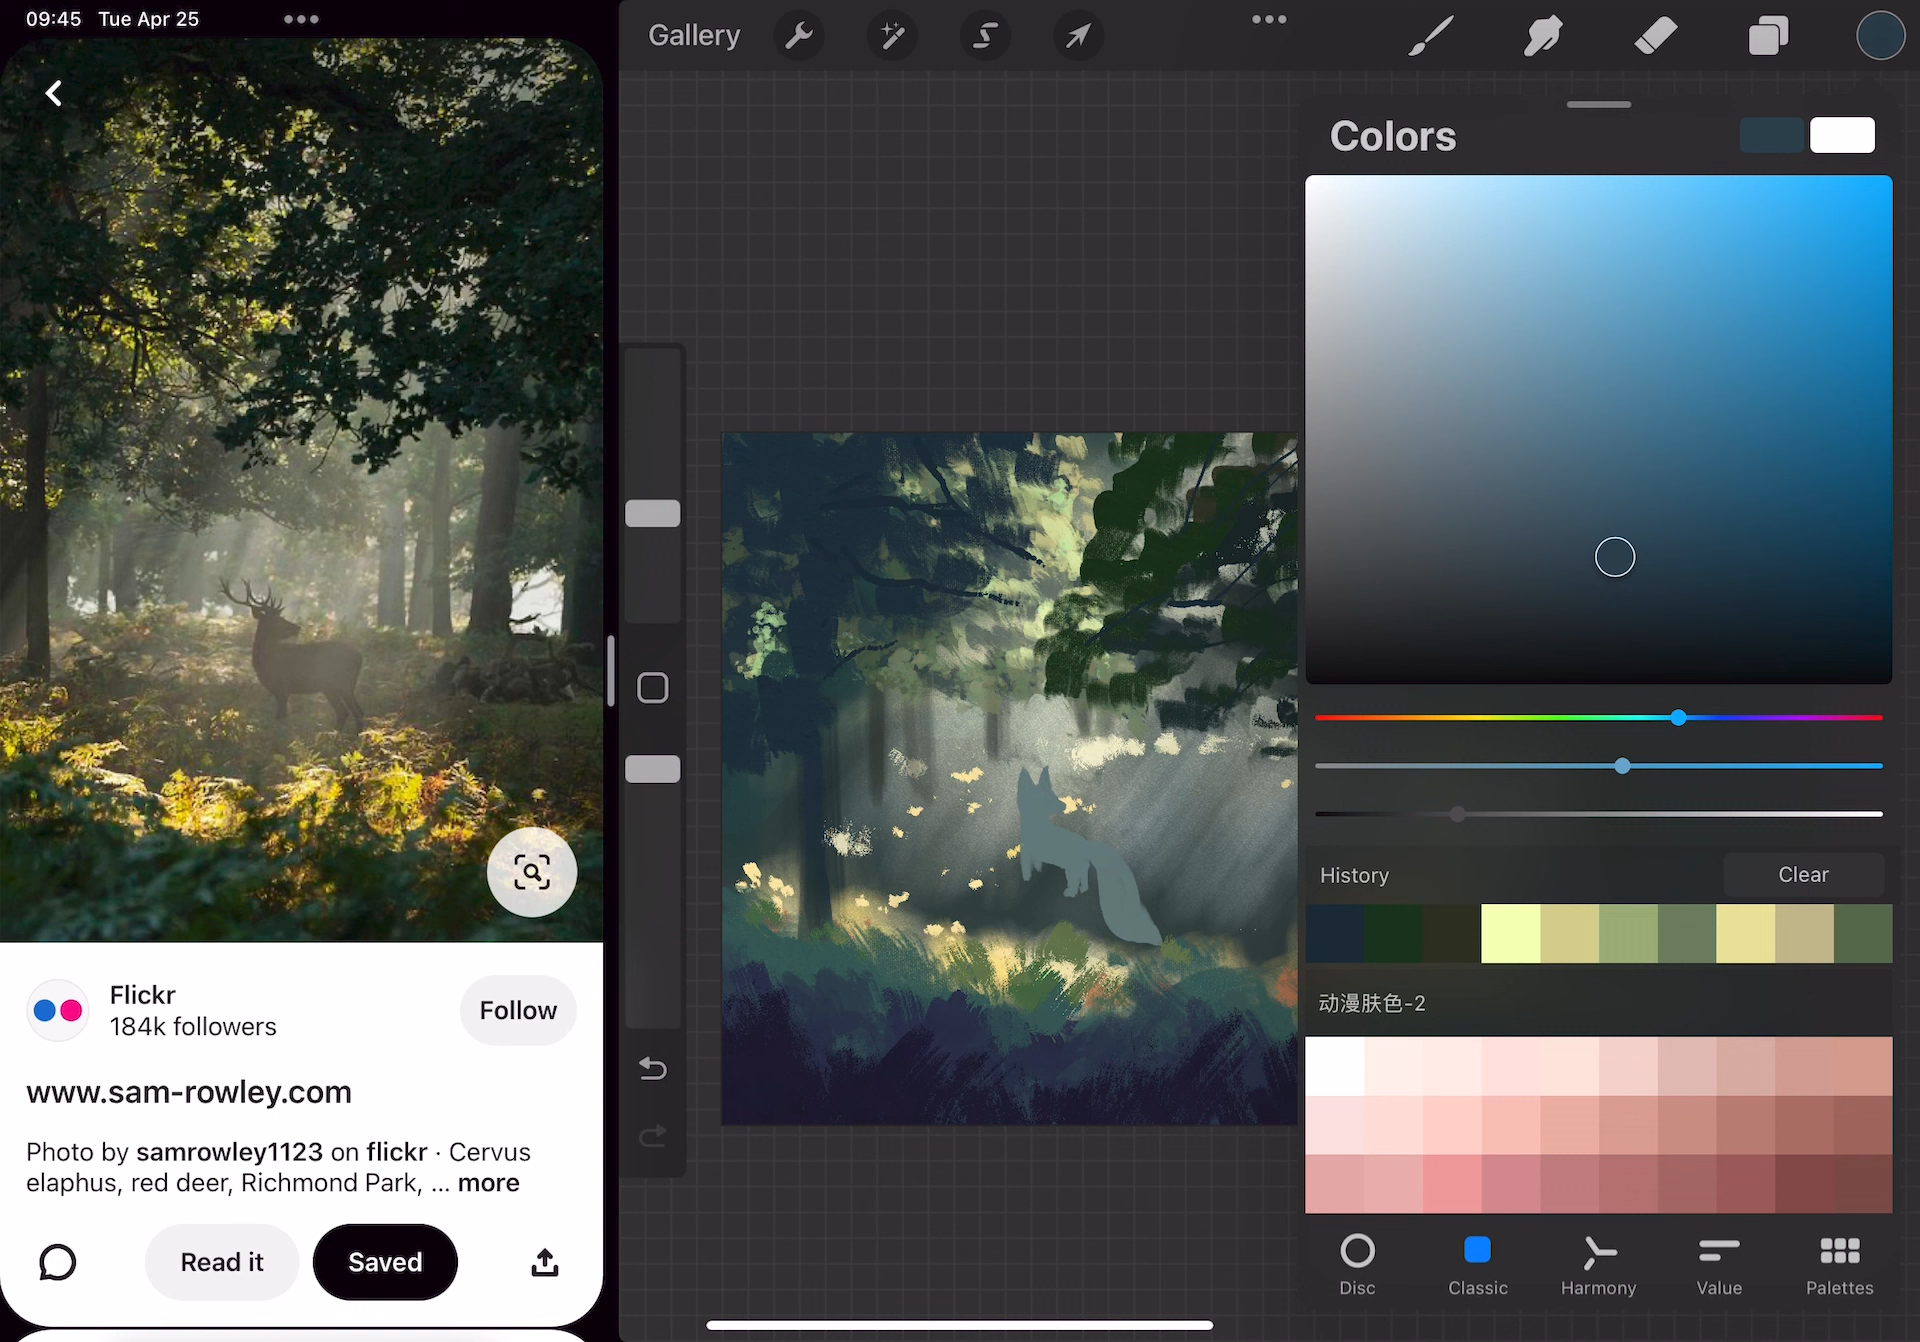 09:45 Tue Apr 25
Flickr
184k followers
Follow
www.sam-rowley.com
Photo by samrowley1123 on flickr · Cervus
elaphus, red deer, Richmond Park, ... more
Read it
Saved
Gallery
Colors
History
Clear
动漫肤色-2
Disc
Classic
Harmony
Value
Palettes